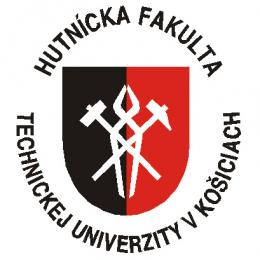 HUTNÍCKA FAKULTA
TECHNICKEJ UNIVERZITY V KOŠICIACH